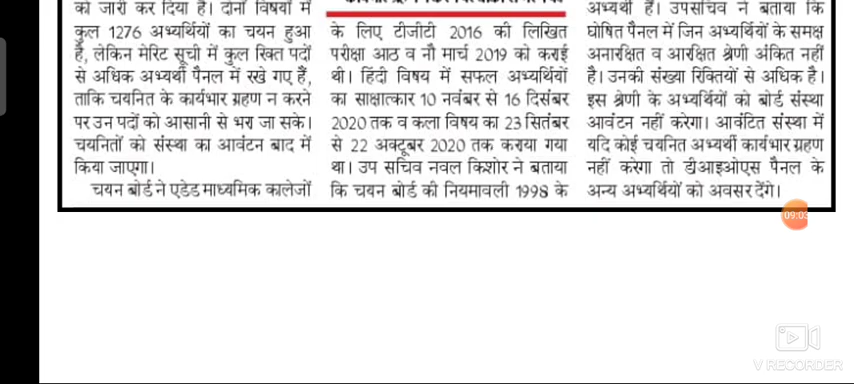 को जारी कर दिया है। दोनों विषयों में
कुल 1276 अभ्यर्थियों का चयन हुआ
है, लेकिन मेरिट सूची में कुल रिक्त पदों
से अधिक अभ्यर्थी पैनल में रखे गए हैं,
ताकि चयनित के कार्यभार ग्रहण न करने
पर उन पदों को आसानी से भरा जा सके।
चयनितों को संस्था का आवंटन बाद में
किया जाएगा।
चयन बोर्ड ने एडेड माध्यमिक कालेजों
के लिए टीजीटी 2016 की लिखित
परीक्षा आठ व नौ मार्च 2019 को कराई
थी। हिंदी विषय में सफल अभ्यर्थियों
का साक्षात्कार 10 नवंबर से 16 दिसंबर
2020 तक व कला विषय का 23 सितंबर
से 22 अक्टूबर 2020 तक कराया गया
था। उप सचिव नवल किशोर ने बताया
कि चयन बोर्ड की नियमावली 1998 के
अभ्यर्थी हैं। उपसचिव ने बताया कि
घोषित पैनल में जिन अभ्यर्थियों के समक्ष
अनारक्षित व आरक्षित श्रेणी अंकित नहीं
है। उनकी संख्या रिक्तियों से अधिक है।
इस श्रेणी के अभ्यर्थियों को बोर्ड संस्था
आवंटन नहीं करेगा। आवंटित संस्था में
यदि कोई चयनित अभ्यर्थी कार्यभार ग्रहण
नहीं करेगा तो डीआइओएस पैनल के
अन्य अभ्यर्थियों को अवसर देंगे।
09:03
V RECORDER